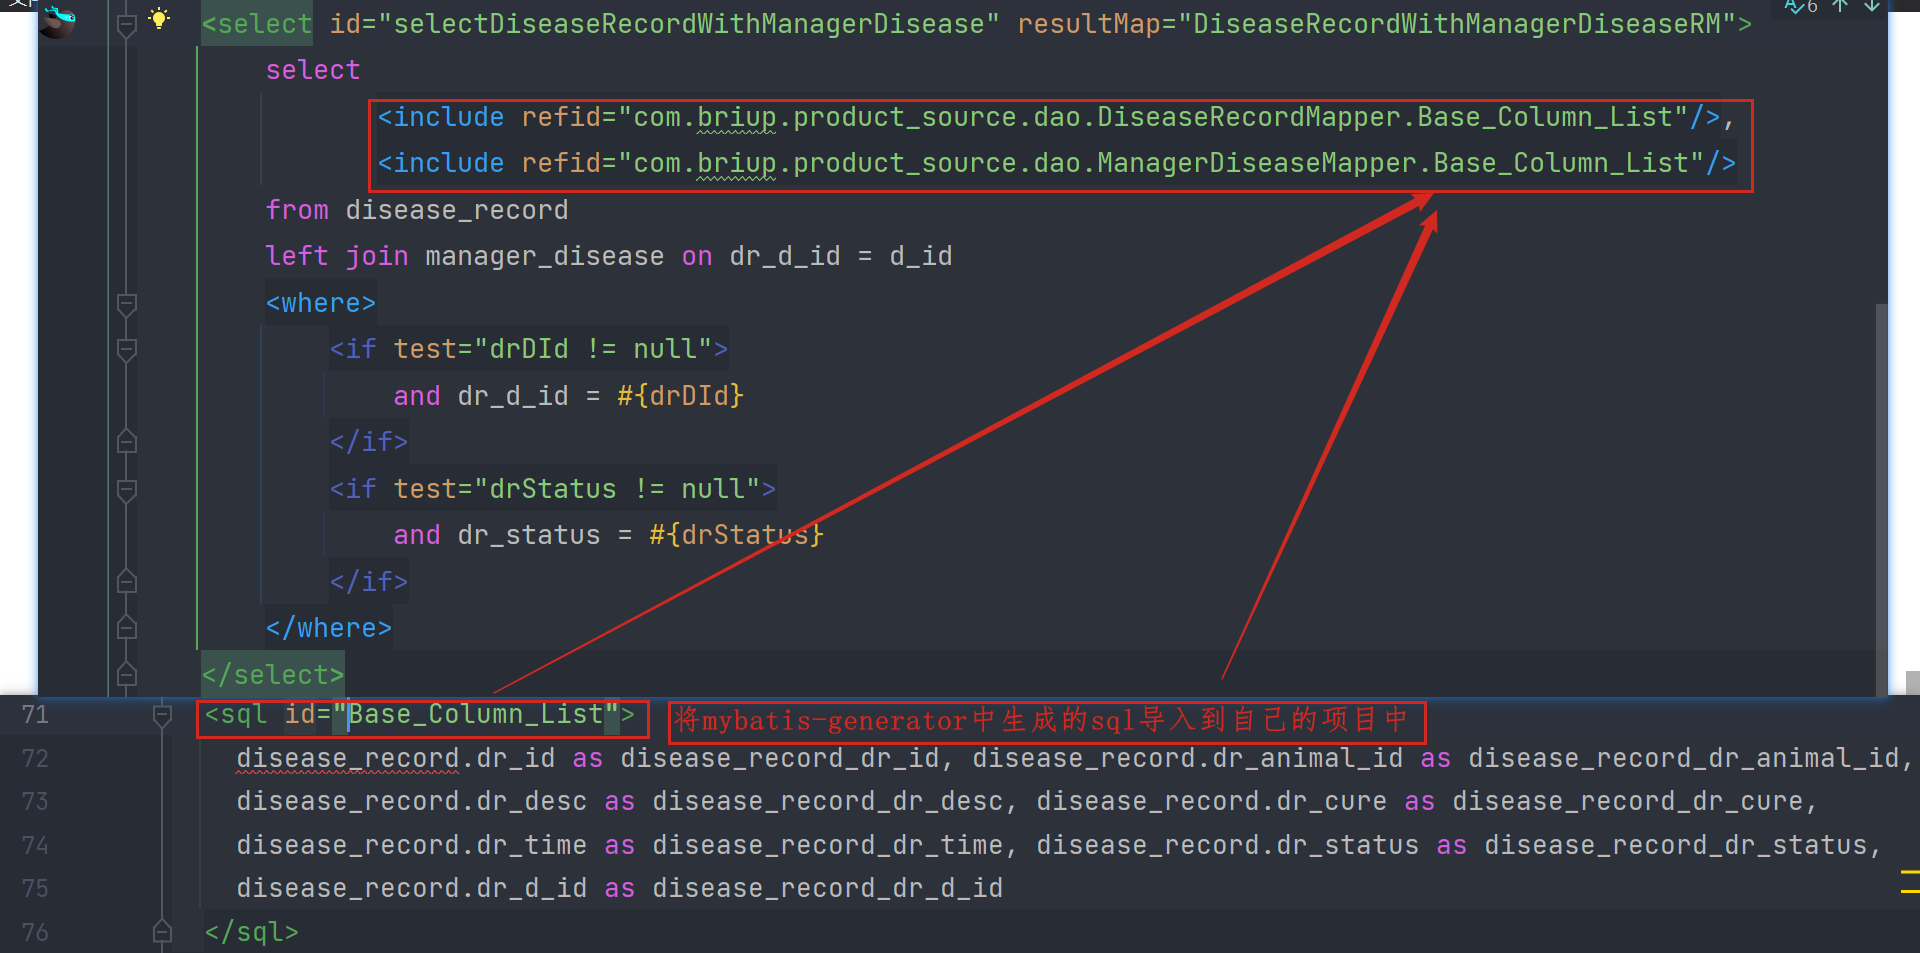 6
<select id="selectDiseaseRecordWithManagerDisease" resultMap="DiseaseRecordWithManagerDiseaseRM">
select
<include refid="com.briup.product_source.dao.DiseaseRecordMapper.Base_Column_List"/>,
<include refid="com.briup.product_source.dao.ManagerDiseaseMapper.Base_Column_List"/>
from disease_record
left join manager_disease on dr_d_id = d_id
<where>
<if test="drDId != null">
and dr_d_id = #{drDId}
</if>
<if test="drStatus != null">
and dr_status = #{drStatus}
</if>
</where>
</select>
71 <sql id="Base_Column_List"> 将mybatis-generator中生成的sql导入到自己的项目中
72 disease_record.dr_id as disease_record_dr_id, disease_record.dr_animal_id as disease_record_dr_animal_id,
73 disease_record.dr_desc as disease_record_dr_desc, disease_record.dr_cure as disease_record_dr_cure,
74 disease_record.dr_time as disease_record_dr_time, disease_record.dr_status as disease_record_dr_status,
75 disease_record.dr_d_id as disease_record_dr_d_id
76 </sql>